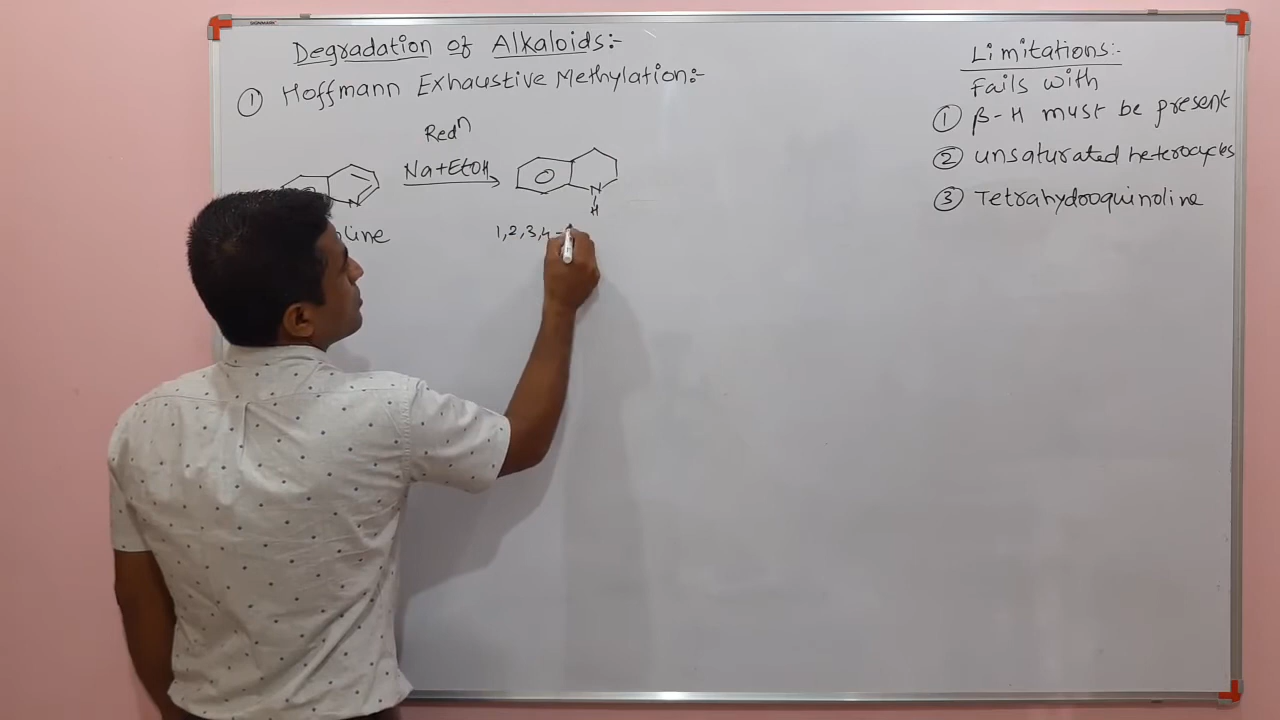 Degradation of Alkaloids:-
① Hoffmann Exhaustive Methylation:-
Redⁿ
Na+EtOH
N
N
H
1,2,3,4-
Limitations:-
Fails with
① β-H must be present
② unsaturated heterocycles
③ Tetrahydroquinoline